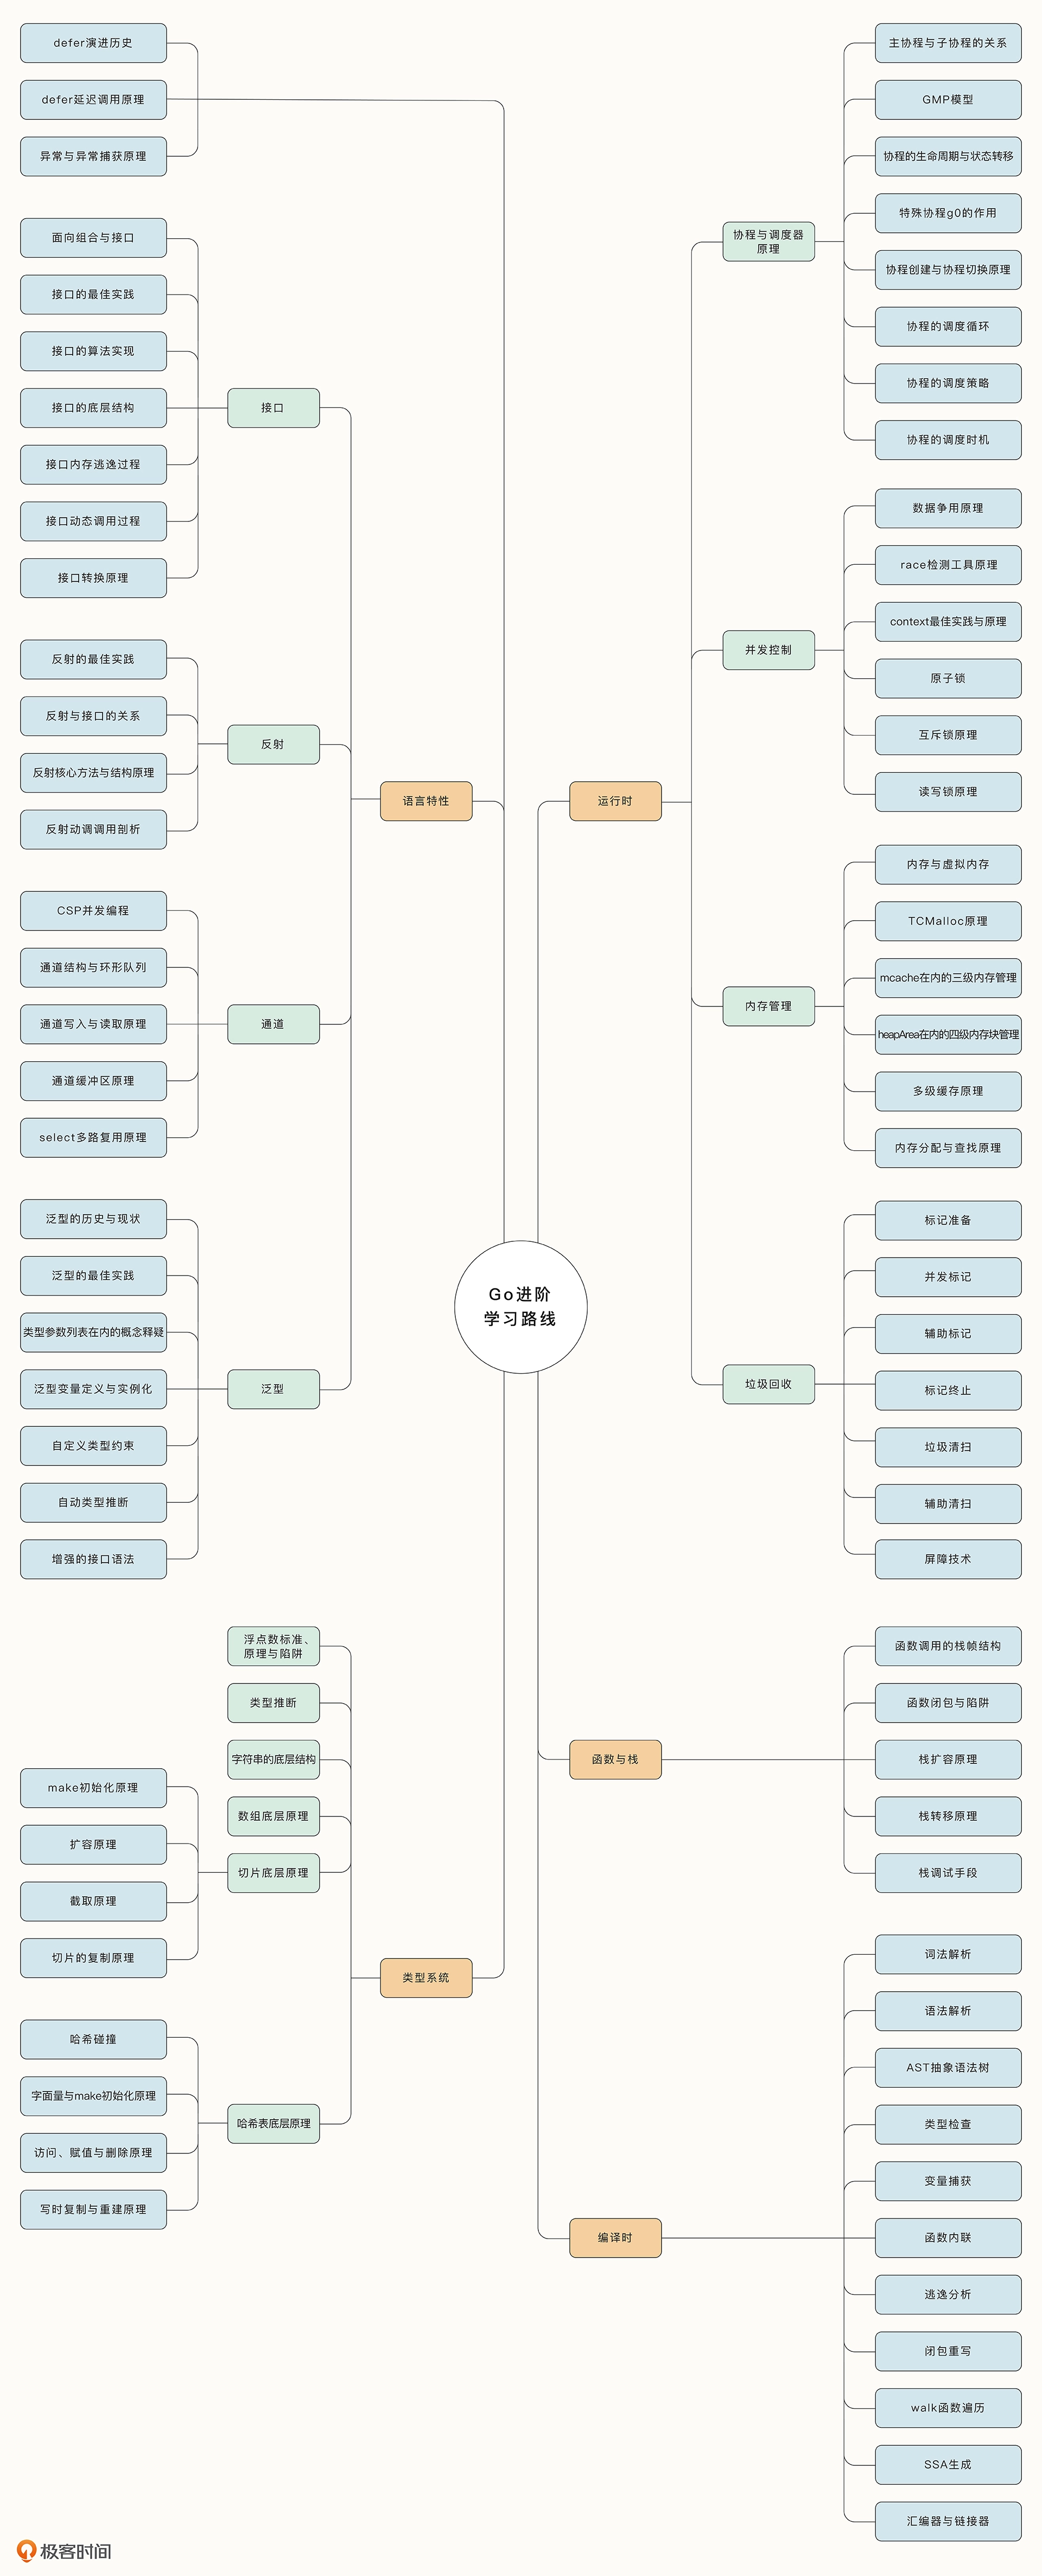 defer演进历史
defer延迟调用原理
异常与异常捕获原理
面向组合与接口
接口的最佳实践
接口的算法实现
接口的底层结构
接口内存逃逸过程
接口动态调用过程
接口转换原理
接口
反射的最佳实践
反射与接口的关系
反射核心方法与结构原理
反射动调调用剖析
反射
CSP并发编程
通道结构与环形队列
通道写入与读取原理
通道缓冲区原理
select多路复用原理
通道
泛型的历史与现状
泛型的最佳实践
类型参数列表在内的概念释疑
泛型变量定义与实例化
自定义类型约束
自动类型推断
增强的接口语法
泛型
语言特性
浮点数标准、
原理与陷阱
类型推断
字符串的底层结构
数组底层原理
切片底层原理
make初始化原理
扩容原理
截取原理
切片的复制原理
哈希碰撞
字面量与make初始化原理
访问、赋值与删除原理
写时复制与重建原理
哈希表底层原理
类型系统
Go进阶
学习路线
运行时
协程与调度器
原理
主协程与子协程的关系
GMP模型
协程的生命周期与状态转移
特殊协程g0的作用
协程创建与协程切换原理
协程的调度循环
协程的调度策略
协程的调度时机
并发控制
数据争用原理
race检测工具原理
context最佳实践与原理
原子锁
互斥锁原理
读写锁原理
内存管理
内存与虚拟内存
TCMalloc原理
mcache在内的三级内存管理
heapArea在内的四级内存块管理
多级缓存原理
内存分配与查找原理
垃圾回收
标记准备
并发标记
辅助标记
标记终止
垃圾清扫
辅助清扫
屏障技术
函数与栈
函数调用的栈帧结构
函数闭包与陷阱
栈扩容原理
栈转移原理
栈调试手段
编译时
词法解析
语法解析
AST抽象语法树
类型检查
变量捕获
函数内联
逃逸分析
闭包重写
walk函数遍历
SSA生成
汇编器与链接器
极客时间